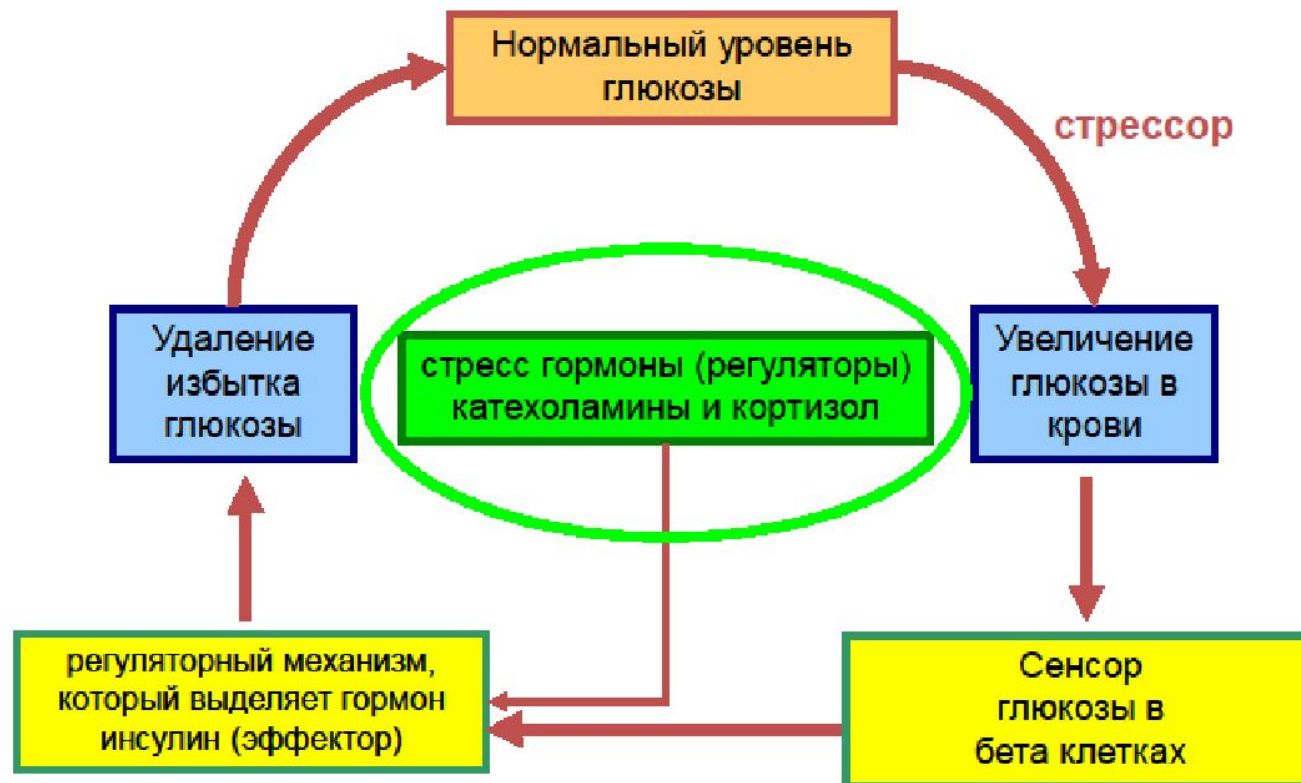 Нормальный уровень
глюкозы
стрессор
Удаление
избытка
глюкозы
стресс гормоны (регуляторы)
катехоламины и кортизол
Увеличение
глюкозы в
крови
регуляторный механизм,
который выделяет гормон
инсулин (эффектор)
Сенсор
глюкозы в
бета клетках